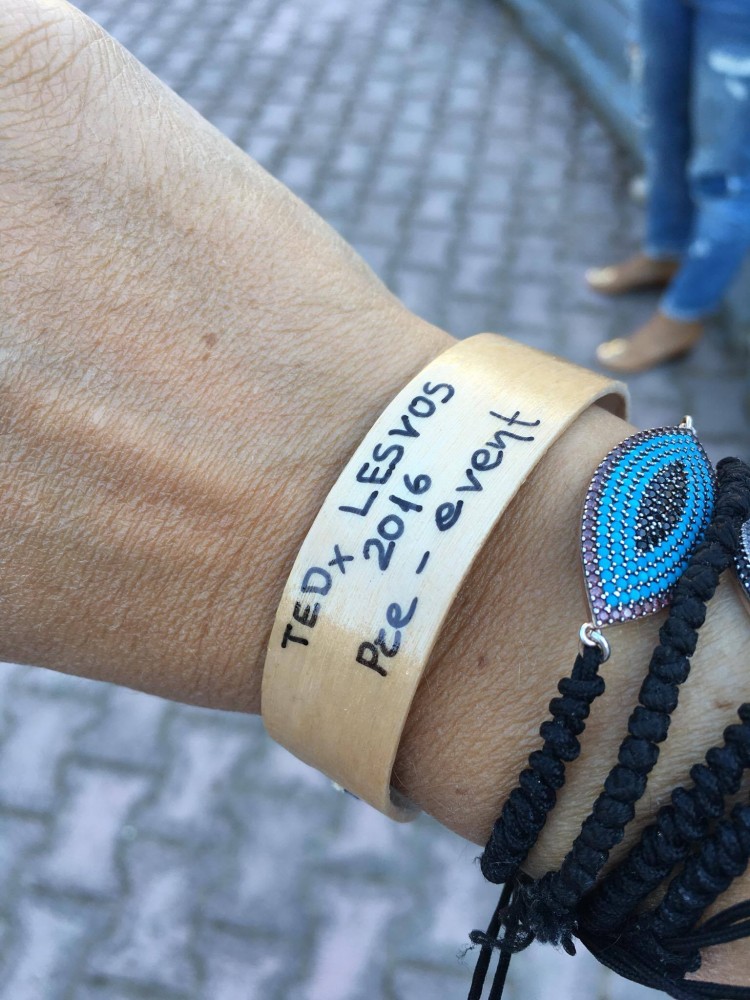 TEDx LESVOS
2016
Pre - event